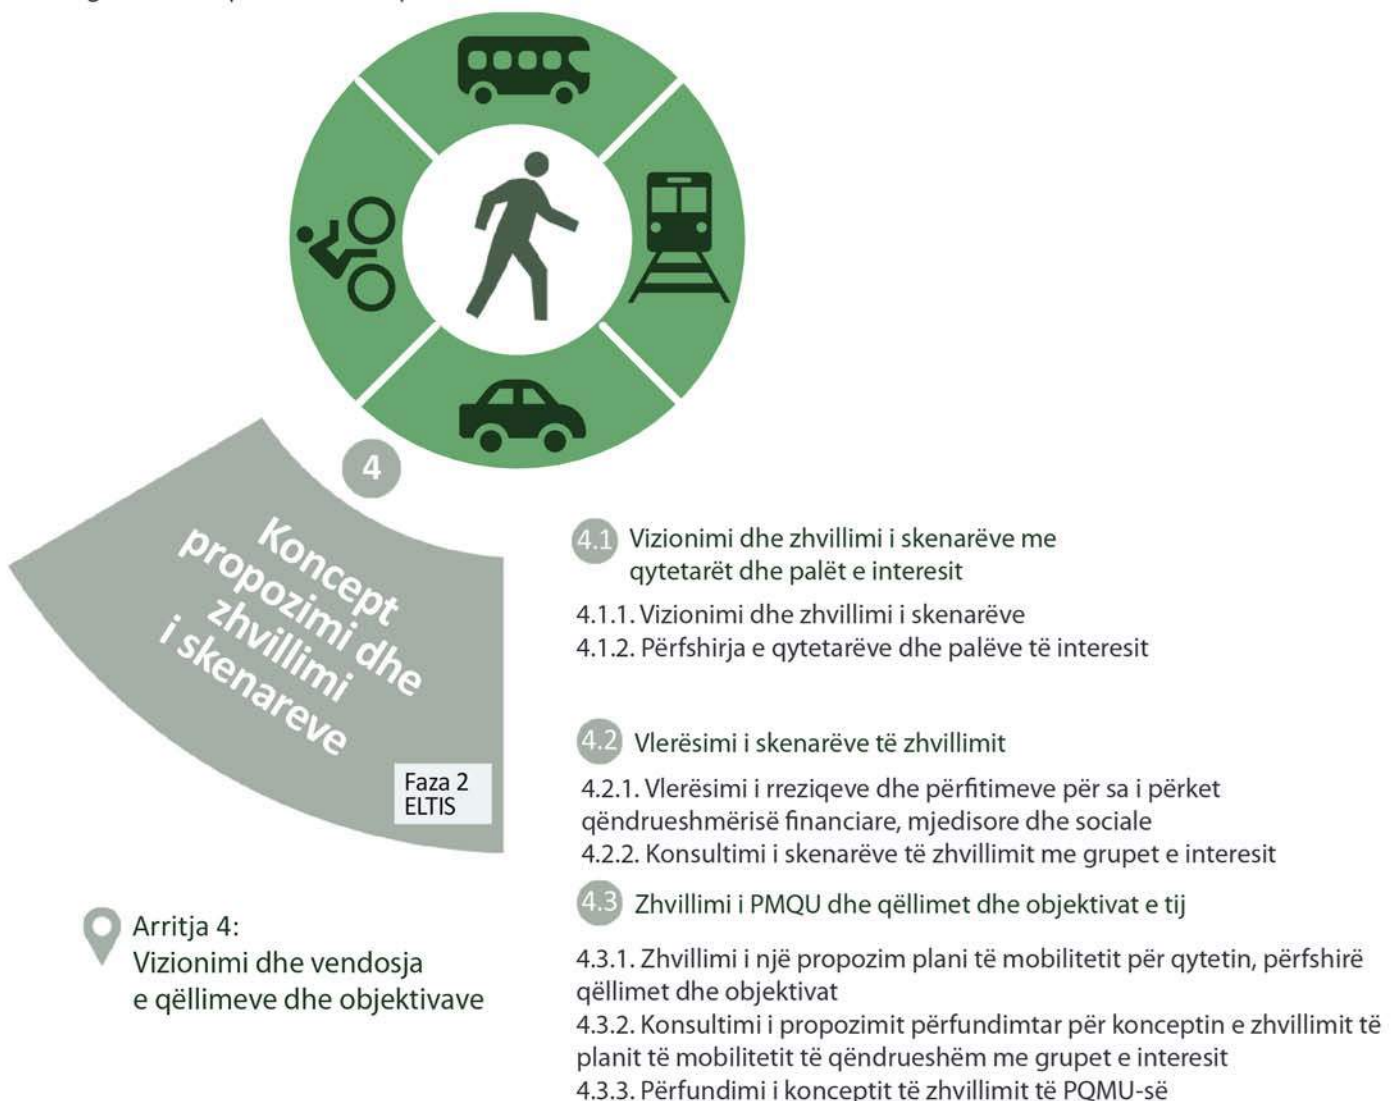 4
Koncept
propozimi dhe
zhvillimi
i skenareve
Faza 2
ELTIS
Arritja 4:
Vizionimi dhe vendosja
e qëllimeve dhe objektivave
4.1 Vizionimi dhe zhvillimi i skenarëve me
qytetarët dhe palët e interesit
4.1.1. Vizionimi dhe zhvillimi i skenarëve
4.1.2. Përfshirja e qytetarëve dhe palëve të interesit
4.2 Vlerësimi i skenarëve të zhvillimit
4.2.1. Vlerësimi i rreziqeve dhe përfitimeve për sa i përket
qëndrueshmërisë financiare, mjedisore dhe sociale
4.2.2. Konsultimi i skenarëve të zhvillimit me grupet e interesit
4.3 Zhvillimi i PMQU dhe qëllimet dhe objektivat e tij
4.3.1. Zhvillimi i një propozim plani të mobilitetit për qytetin, përfshirë
qëllimet dhe objektivat
4.3.2. Konsultimi i propozimit përfundimtar për konceptin e zhvillimit të
planit të mobilitetit të qëndrueshëm me grupet e interesit
4.3.3. Përfundimi i konceptit të zhvillimit të PQMU-së